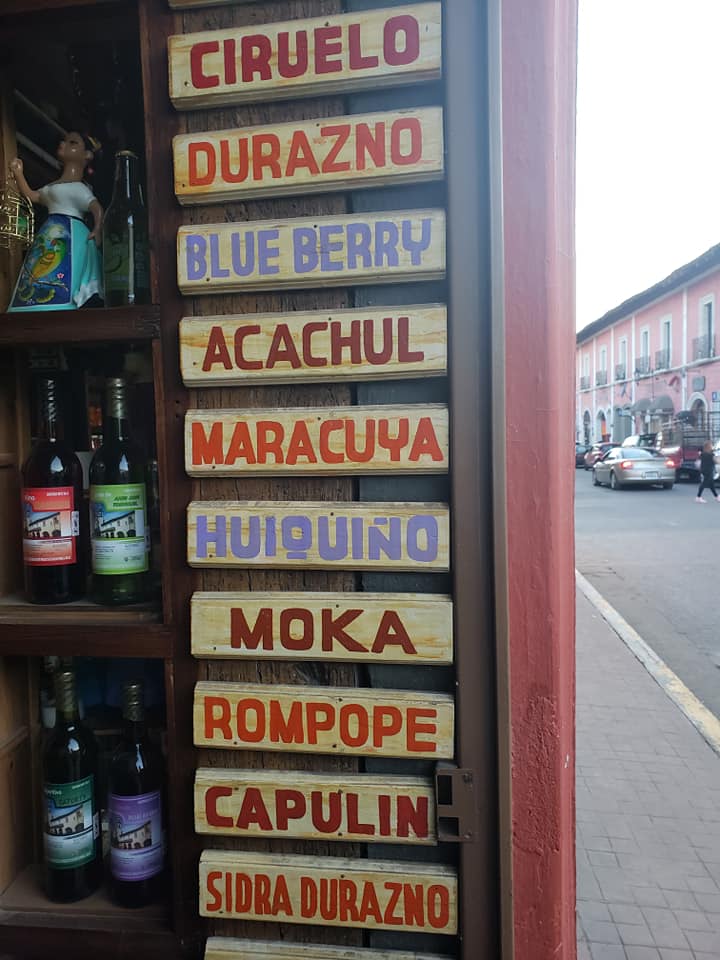 CIRUELO
DURAZNO
BLUE BERRY
ACACHUL
MARACUYA
HUIQUIÑO
MOKA
ROMPOPE
CAPULIN
SIDRA DURAZNO